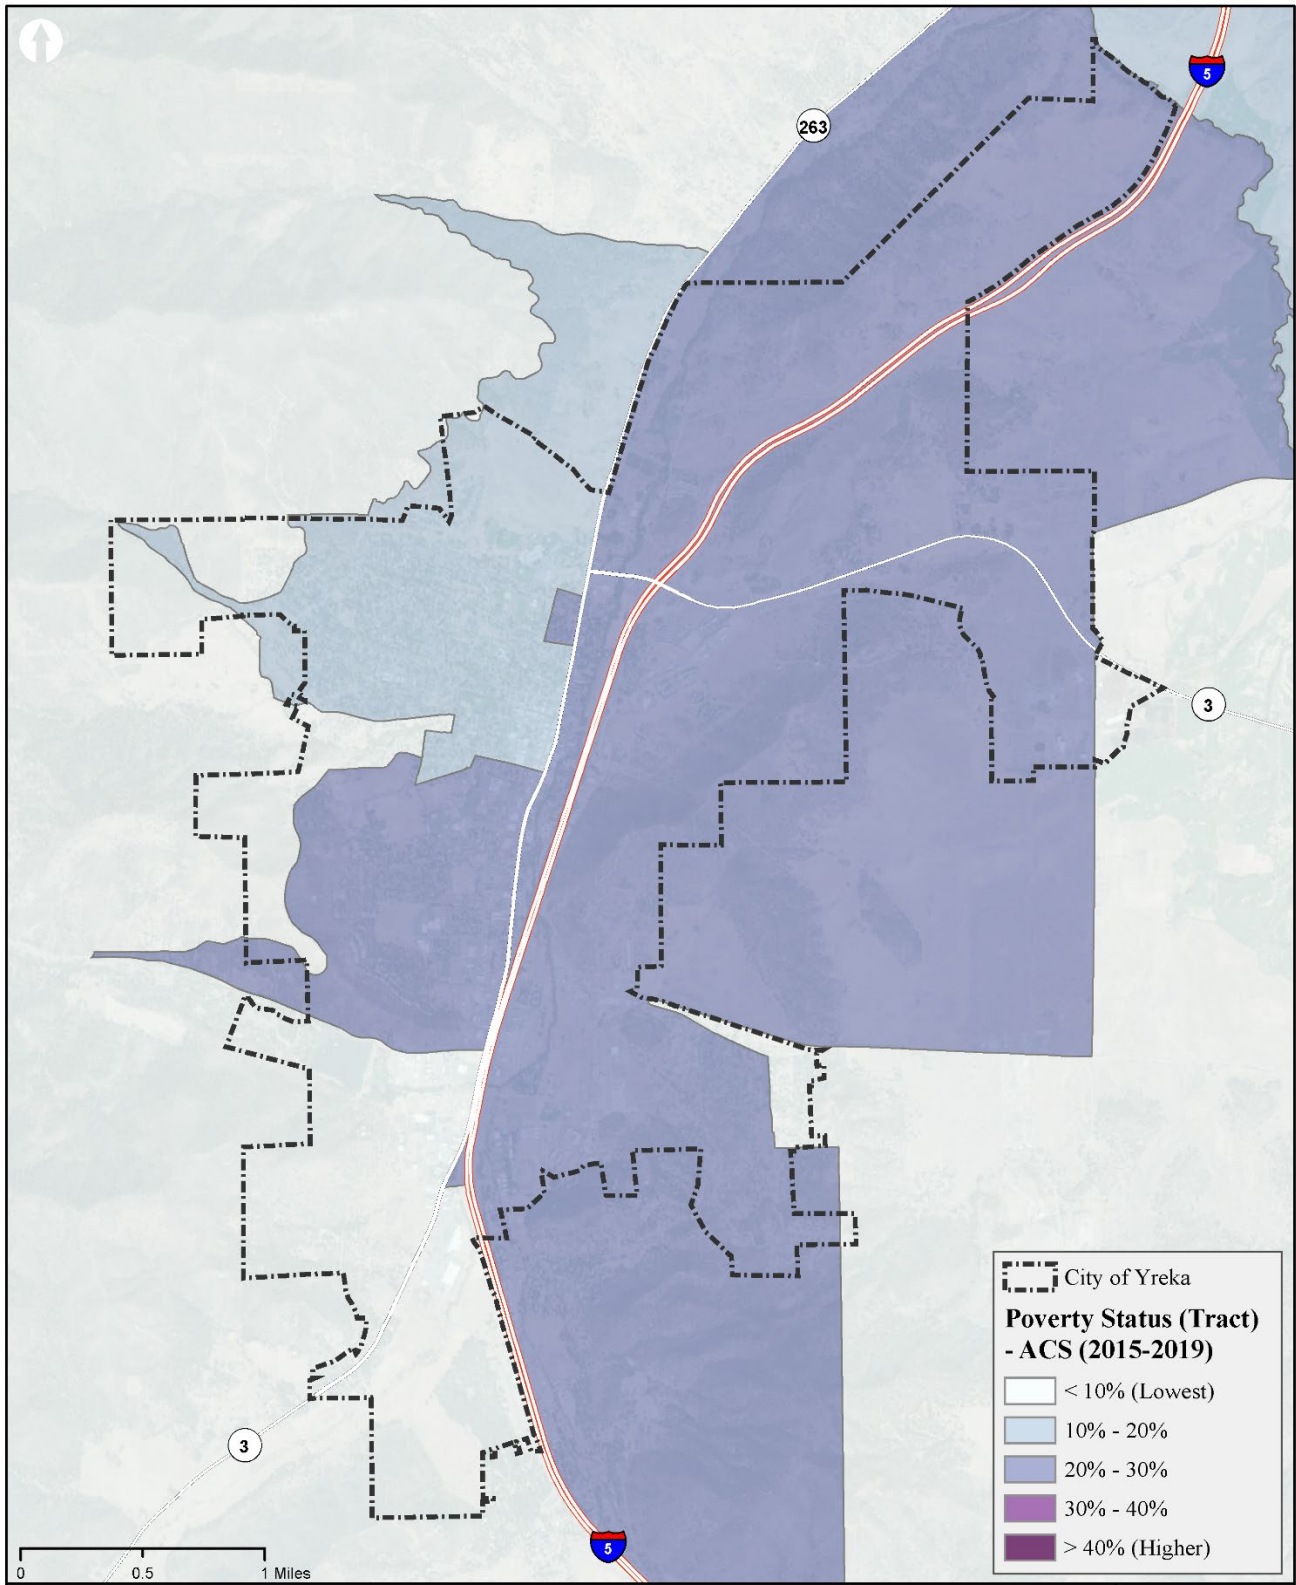 5
263
3
3
5
City of Yreka
Poverty Status (Tract)
- ACS (2015-2019)
< 10% (Lowest)
10% - 20%
20% - 30%
30% - 40%
> 40% (Higher)
0 0.5 1 Miles